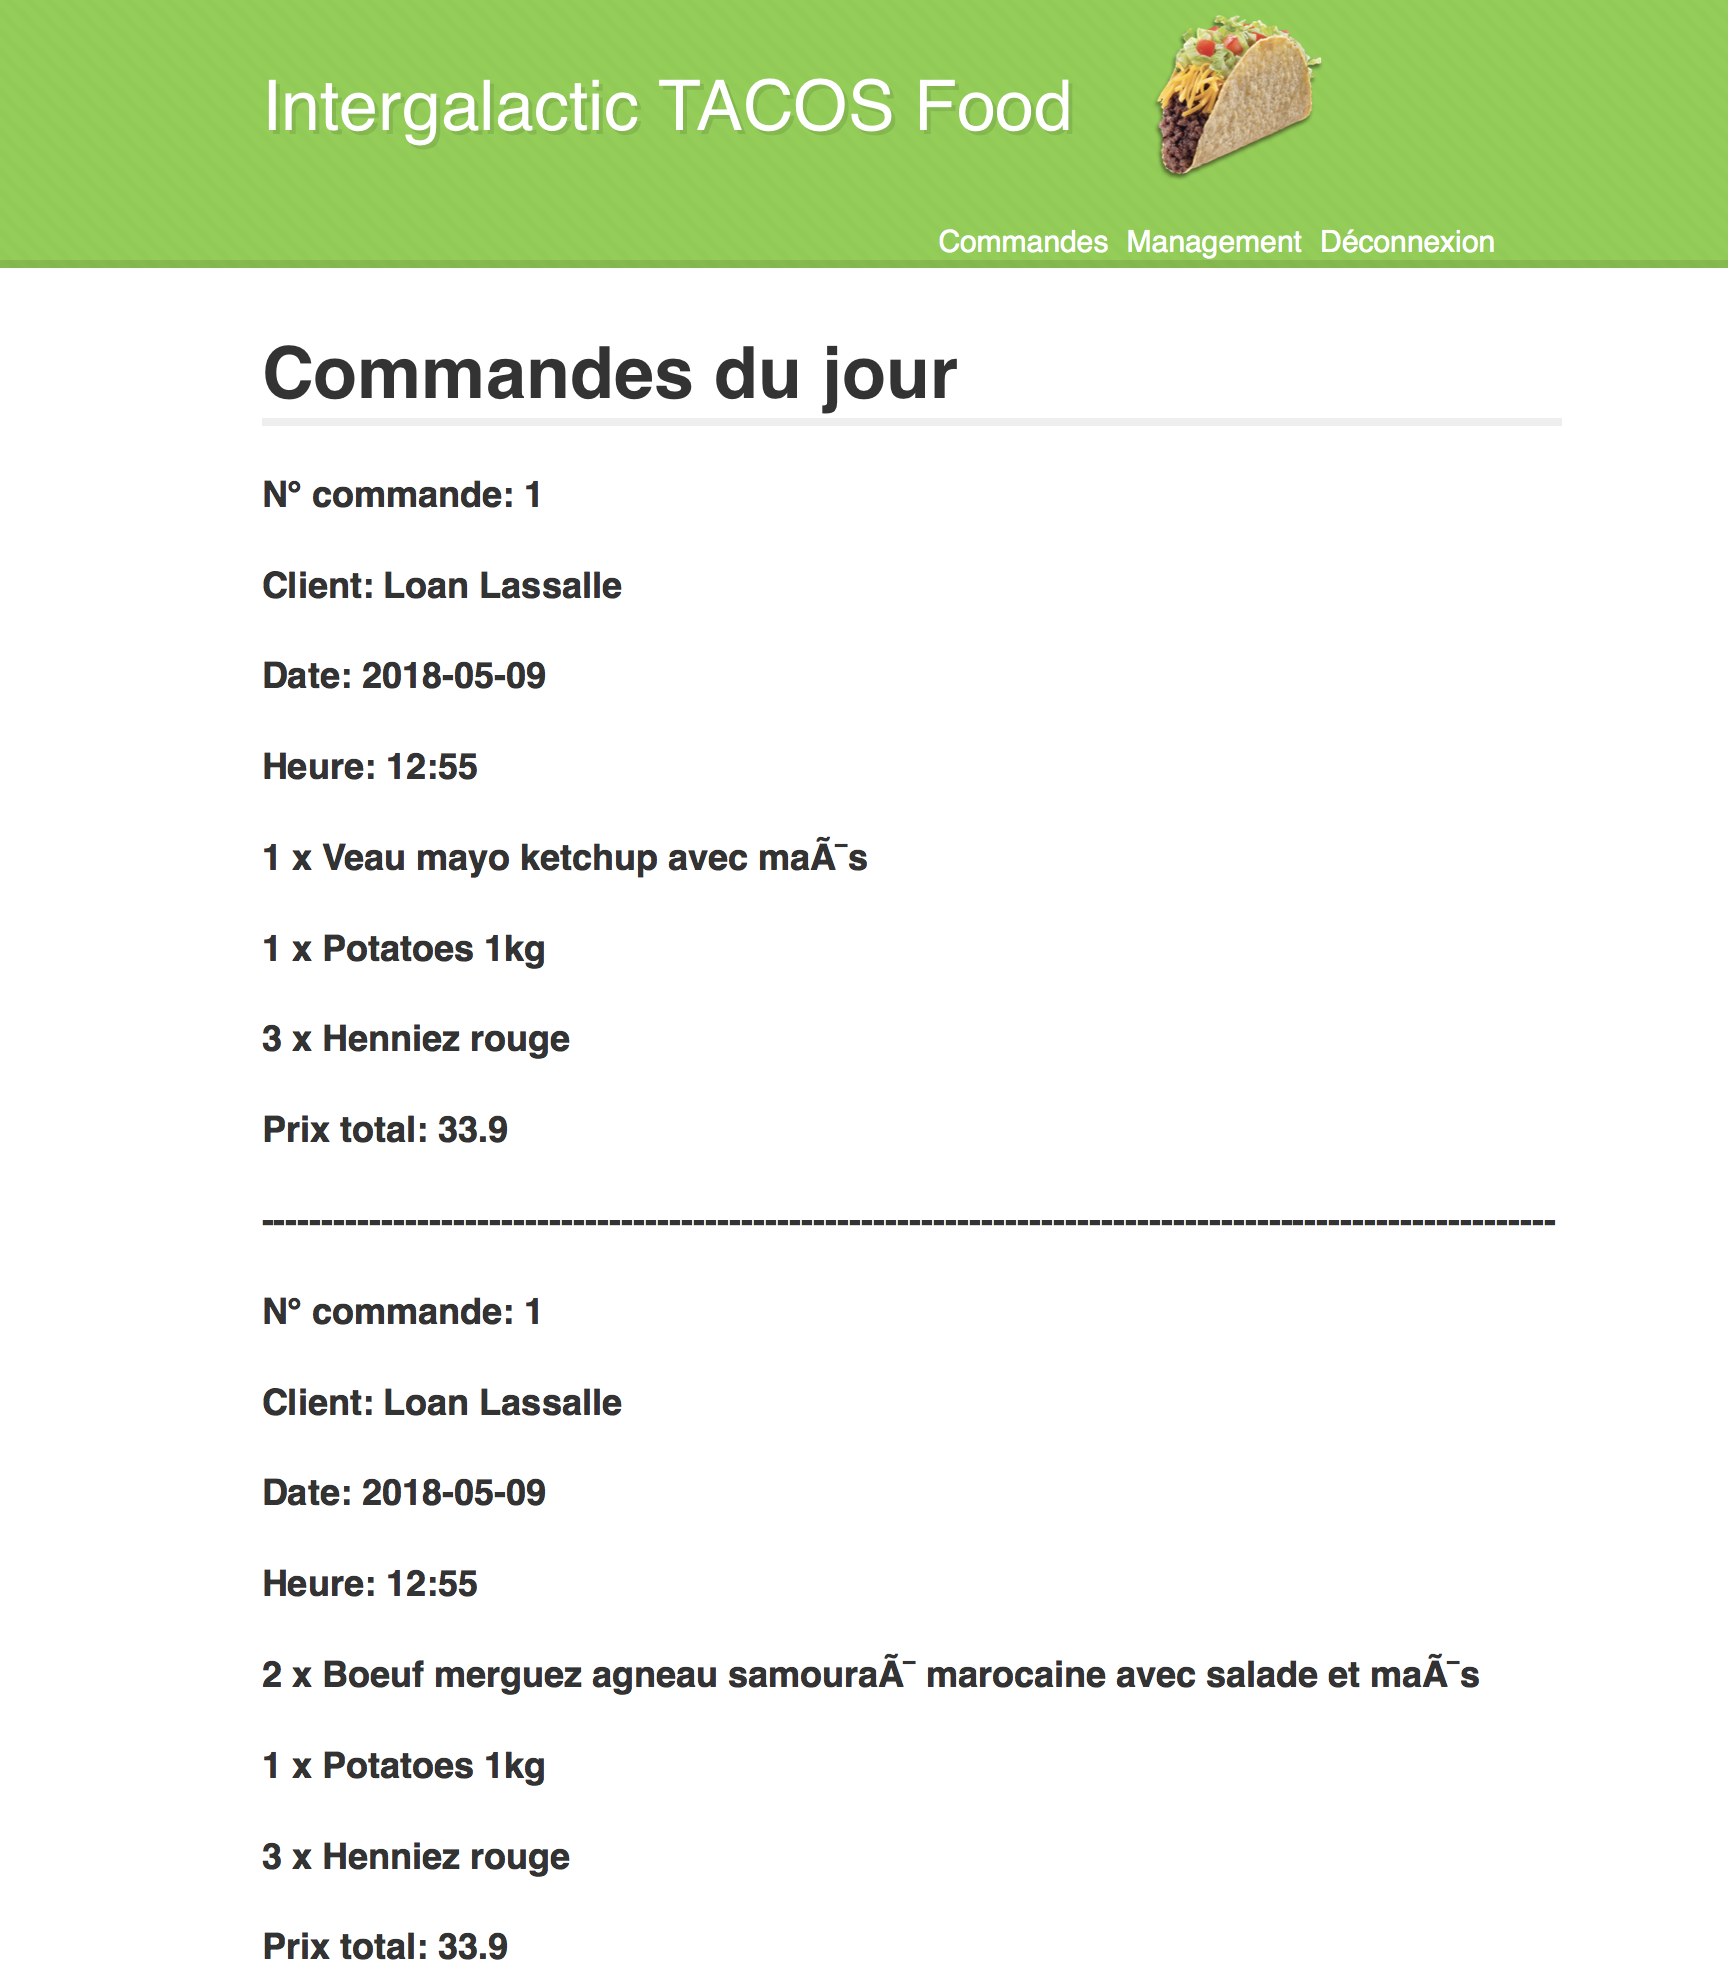 Intergalactic TACOS Food
Commandes Management Déconnexion
Commandes du jour
N° commande: 1
Client: Loan Lassalle
Date: 2018-05-09
Heure: 12:55
1 x Veau mayo ketchup avec maÃ¯s
1 x Potatoes 1kg
3 x Henniez rouge
Prix total: 33.9
------------------------------------------------------------------------------------------------------------
N° commande: 1
Client: Loan Lassalle
Date: 2018-05-09
Heure: 12:55
2 x Boeuf merguez agneau samouraÃ¯ marocaine avec salade et maÃ¯s
1 x Potatoes 1kg
3 x Henniez rouge
Prix total: 33.9